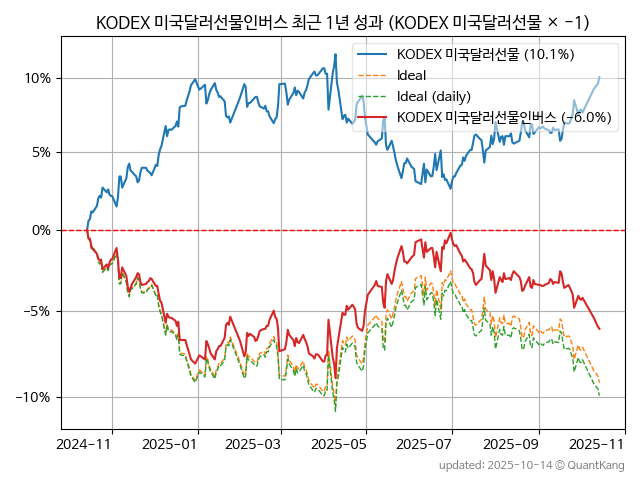 KODEX 미국달러선물인버스 최근 1년 성과 (KODEX 미국달러선물 × −1)
KODEX 미국달러선물 (10.1%)
Ideal
Ideal (daily)
KODEX 미국달러선물인버스 (−6.0%)
10%
5%
0%
−5%
−10%
2024-11
2025-01
2025-03
2025-05
2025-07
2025-09
2025-11
updated: 2025-10-14 © QuantKang